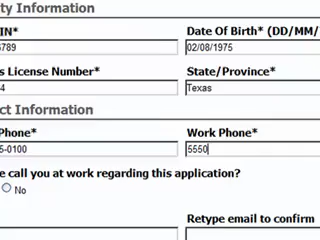 ty Information
IN* Date Of Birth* (DD/MM/
6789 02/08/1975
s License Number* State/Province*
4 Texas
ct Information
Phone* Work Phone*
5-0100 5550
e call you at work regarding this application?
No
Retype email to confirm